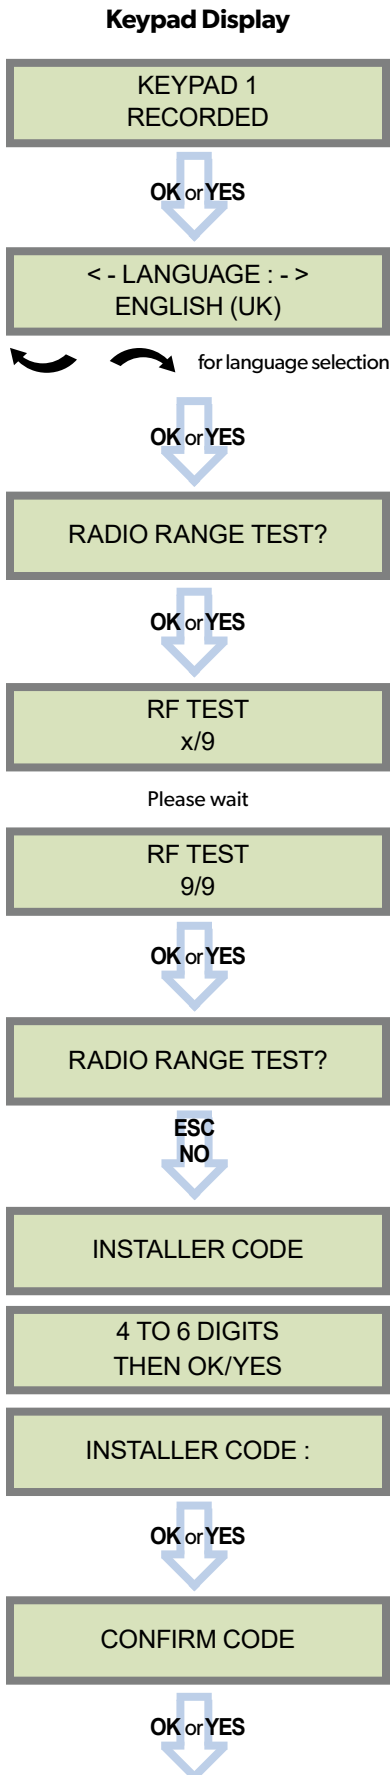 Keypad Display
KEYPAD 1
RECORDED
OK or YES
< - LANGUAGE : - >
ENGLISH (UK)
for language selection
OK or YES
RADIO RANGE TEST?
OK or YES
RF TEST
x/9
Please wait
RF TEST
9/9
OK or YES
RADIO RANGE TEST?
ESC
NO
INSTALLER CODE
4 TO 6 DIGITS
THEN OK/YES
INSTALLER CODE :
OK or YES
CONFIRM CODE
OK or YES